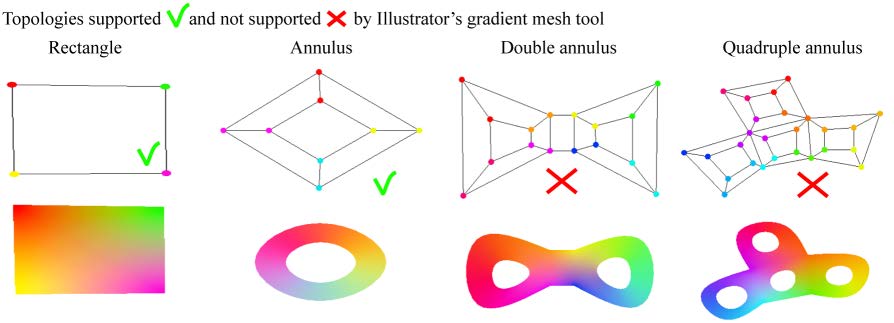 Topologies supported and not supported by Illustrator's gradient mesh tool
Rectangle Annulus Double annulus Quadruple annulus